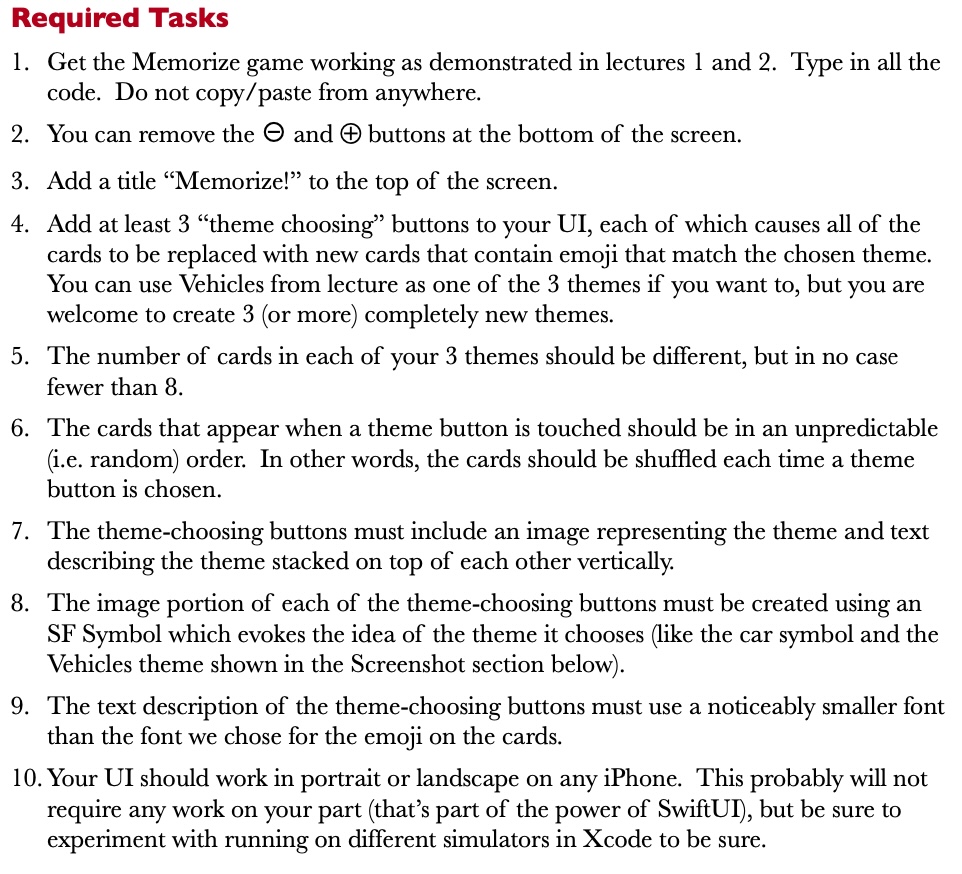 Required Tasks
1. Get the Memorize game working as demonstrated in lectures 1 and 2. Type in all the
code. Do not copy/paste from anywhere.
2. You can remove the ⊖ and ⊕ buttons at the bottom of the screen.
3. Add a title “Memorize!” to the top of the screen.
4. Add at least 3 “theme choosing” buttons to your UI, each of which causes all of the
cards to be replaced with new cards that contain emoji that match the chosen theme.
You can use Vehicles from lecture as one of the 3 themes if you want to, but you are
welcome to create 3 (or more) completely new themes.
5. The number of cards in each of your 3 themes should be different, but in no case
fewer than 8.
6. The cards that appear when a theme button is touched should be in an unpredictable
(i.e. random) order. In other words, the cards should be shuffled each time a theme
button is chosen.
7. The theme-choosing buttons must include an image representing the theme and text
describing the theme stacked on top of each other vertically.
8. The image portion of each of the theme-choosing buttons must be created using an
SF Symbol which evokes the idea of the theme it chooses (like the car symbol and the
Vehicles theme shown in the Screenshot section below).
9. The text description of the theme-choosing buttons must use a noticeably smaller font
than the font we chose for the emoji on the cards.
10. Your UI should work in portrait or landscape on any iPhone. This probably will not
require any work on your part (that’s part of the power of SwiftUI), but be sure to
experiment with running on different simulators in Xcode to be sure.